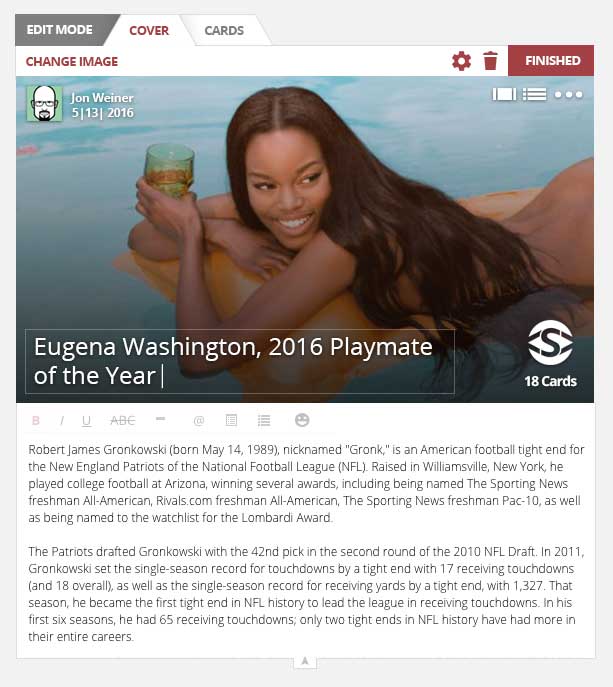 EDIT MODE
COVER
CARDS
CHANGE IMAGE
FINISHED
Jon Weiner
5|13| 2016
Eugena Washington, 2016 Playmate
of the Year
S
18 Cards
B I U ABC @
Robert James Gronkowski (born May 14, 1989), nicknamed "Gronk," is an American football tight end for
the New England Patriots of the National Football League (NFL). Raised in Williamsville, New York, he
played college football at Arizona, winning several awards, including being named The Sporting News
freshman All-American, Rivals.com freshman All-American, The Sporting News freshman Pac-10, as well
as being named to the watchlist for the Lombardi Award.
The Patriots drafted Gronkowski with the 42nd pick in the second round of the 2010 NFL Draft. In 2011,
Gronkowski set the single-season record for touchdowns by a tight end with 17 receiving touchdowns
(and 18 overall), as well as the single-season record for receiving yards by a tight end, with 1,327. That
season, he became the first tight end in NFL history to lead the league in receiving touchdowns. In his
first six seasons, he had 65 receiving touchdowns; only two tight ends in NFL history have had more in
their entire careers.